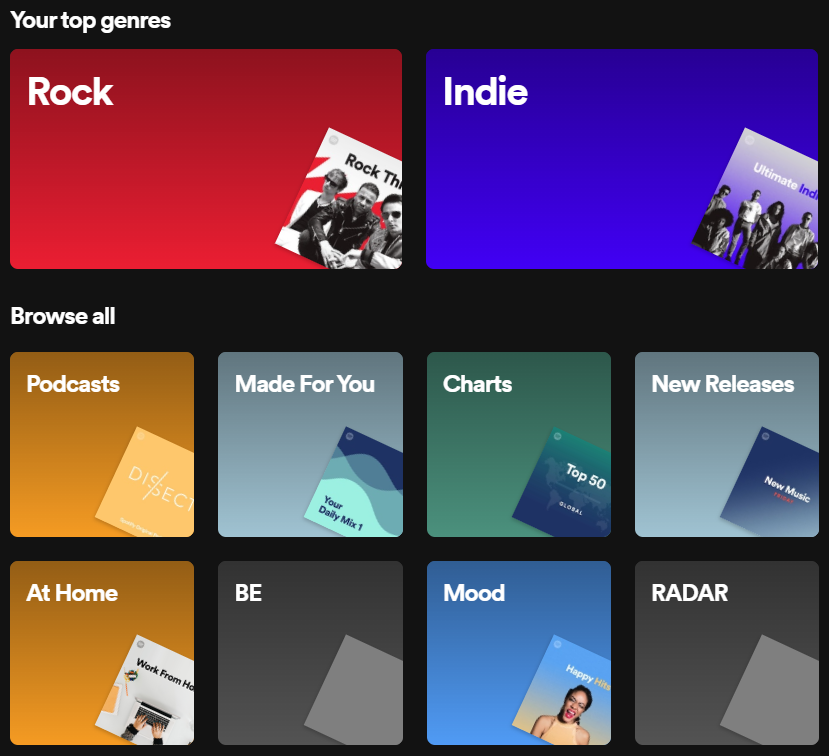 Your top genres
Rock
Indie
Rock Thi
Ultimate Indi
Browse all
Podcasts
Made For You
Charts
New Releases
DISSECT
Your
Daily Mix 1
Top 50
GLOBAL
New Music
FRIDAY
At Home
BE
Mood
RADAR
Work From Ho
Happy Hits